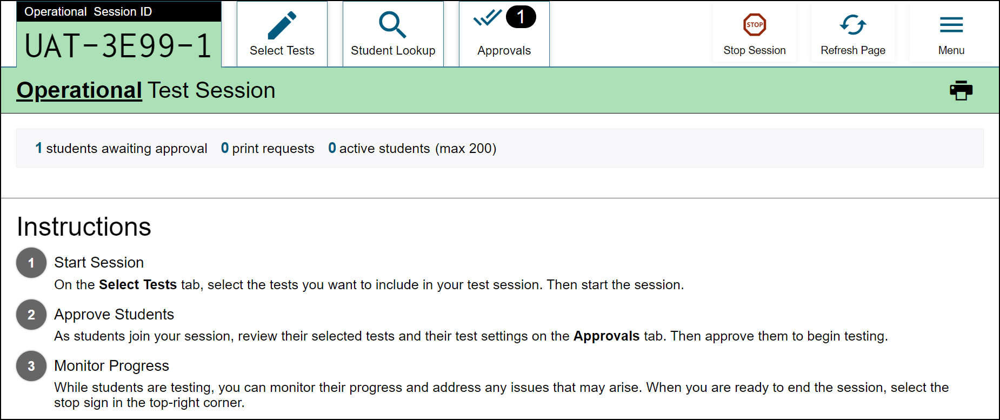 Operational Session ID
UAT-3E99-1
Select Tests
Student Lookup
1
Approvals
STOP
Stop Session
Refresh Page
Menu
Operational Test Session
1 students awaiting approval 0 print requests 0 active students (max 200)
Instructions
1 Start Session
On the Select Tests tab, select the tests you want to include in your test session. Then start the session.
2 Approve Students
As students join your session, review their selected tests and their test settings on the Approvals tab. Then approve them to begin testing.
3 Monitor Progress
While students are testing, you can monitor their progress and address any issues that may arise. When you are ready to end the session, select the
stop sign in the top-right corner.